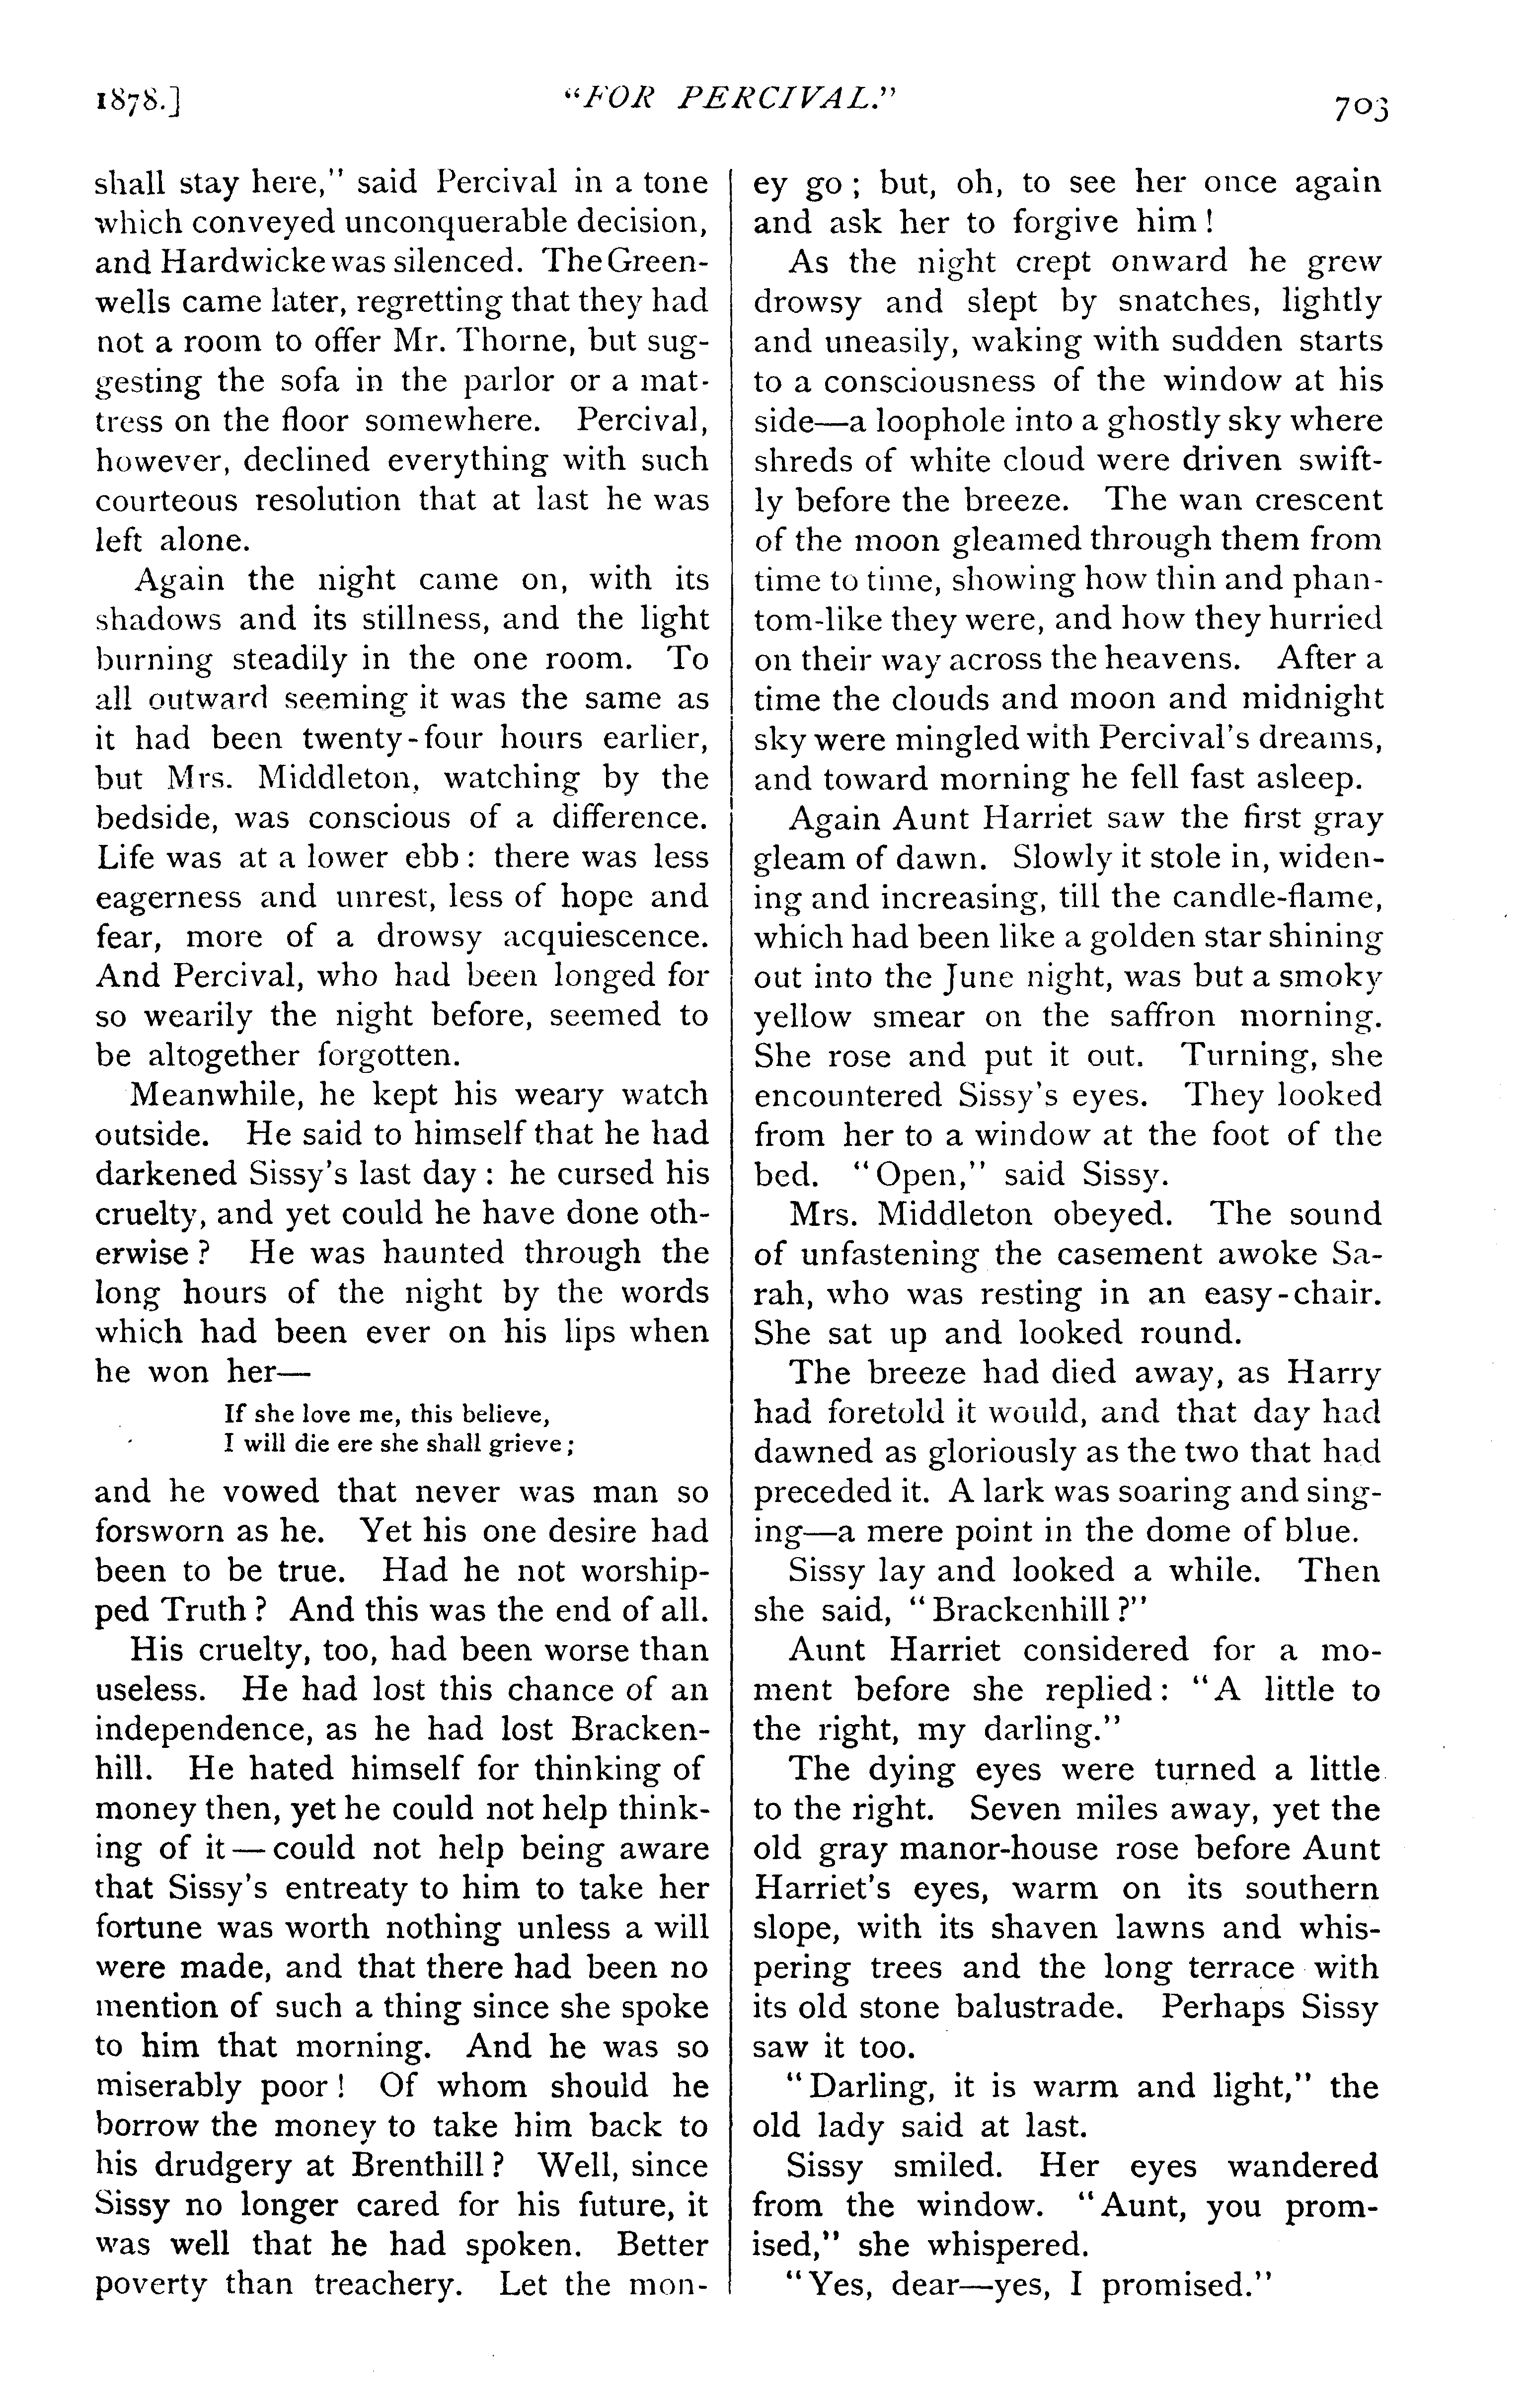 1878.] "FOR PERCIVAL." 703
shall stay here," said Percival in a tone
which conveyed unconquerable decision,
and Hardwicke was silenced. The Green-
wells came later, regretting that they had
not a room to offer Mr. Thorne, but sug-
gesting the sofa in the parlor or a mat-
tress on the floor somewhere. Percival,
however, declined everything with such
courteous resolution that at last he was
left alone.
Again the night came on, with its
shadows and its stillness, and the light
burning steadily in the one room. To
all outward seeming it was the same as
it had been twenty-four hours earlier,
but Mrs. Middleton, watching by the
bedside, was conscious of a difference.
Life was at a lower ebb: there was less
eagerness and unrest, less of hope and
fear, more of a drowsy acquiescence.
And Percival, who had been longed for
so wearily the night before, seemed to
be altogether forgotten.
Meanwhile, he kept his weary watch
outside. He said to himself that he had
darkened Sissy's last day: he cursed his
cruelty, and yet could he have done oth-
erwise? He was haunted through the
long hours of the night by the words
which had been ever on his lips when
he won her—
If she love me, this believe,
I will die ere she shall grieve;
and he vowed that never was man so
forsworn as he. Yet his one desire had
been to be true. Had he not worship-
ped Truth? And this was the end of all.
His cruelty, too, had been worse than
useless. He had lost this chance of an
independence, as he had lost Bracken-
hill. He hated himself for thinking of
money then, yet he could not help think-
ing of it—could not help being aware
that Sissy's entreaty to him to take her
fortune was worth nothing unless a will
were made, and that there had been no
mention of such a thing since she spoke
to him that morning. And he was so
miserably poor! Of whom should he
borrow the money to take him back to
his drudgery at Brenthill? Well, since
Sissy no longer cared for his future, it
was well that he had spoken. Better
poverty than treachery. Let the mon-
ey go; but, oh, to see her once again
and ask her to forgive him!
As the night crept onward he grew
drowsy and slept by snatches, lightly
and uneasily, waking with sudden starts
to a consciousness of the window at his
side—a loophole into a ghostly sky where
shreds of white cloud were driven swift-
ly before the breeze. The wan crescent
of the moon gleamed through them from
time to time, showing how thin and phan-
tom-like they were, and how they hurried
on their way across the heavens. After a
time the clouds and moon and midnight
sky were mingled with Percival's dreams,
and toward morning he fell fast asleep.
Again Aunt Harriet saw the first gray
gleam of dawn. Slowly it stole in, widen-
ing and increasing, till the candle-flame,
which had been like a golden star shining
out into the June night, was but a smoky
yellow smear on the saffron morning.
She rose and put it out. Turning, she
encountered Sissy's eyes. They looked
from her to a window at the foot of the
bed. "Open," said Sissy.
Mrs. Middleton obeyed. The sound
of unfastening the casement awoke Sa-
rah, who was resting in an easy-chair.
She sat up and looked round.
The breeze had died away, as Harry
had foretold it would, and that day had
dawned as gloriously as the two that had
preceded it. A lark was soaring and sing-
ing—a mere point in the dome of blue.
Sissy lay and looked a while. Then
she said, "Brackenhill?"
Aunt Harriet considered for a mo-
ment before she replied: "A little to
the right, my darling."
The dying eyes were turned a little
to the right. Seven miles away, yet the
old gray manor-house rose before Aunt
Harriet's eyes, warm on its southern
slope, with its shaven lawns and whis-
pering trees and the long terrace with
its old stone balustrade. Perhaps Sissy
saw it too.
"Darling, it is warm and light," the
old lady said at last.
Sissy smiled. Her eyes wandered
from the window. "Aunt, you prom-
ised," she whispered.
"Yes, dear—yes, I promised."